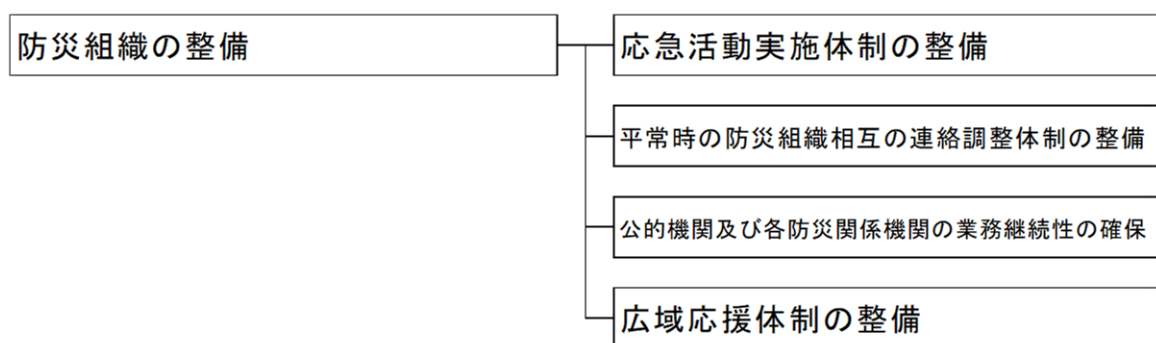 防災組織の整備
応急活動実施体制の整備
平常時の防災組織相互の連絡調整体制の整備
公的機関及び各防災関係機関の業務継続性の確保
広域応援体制の整備